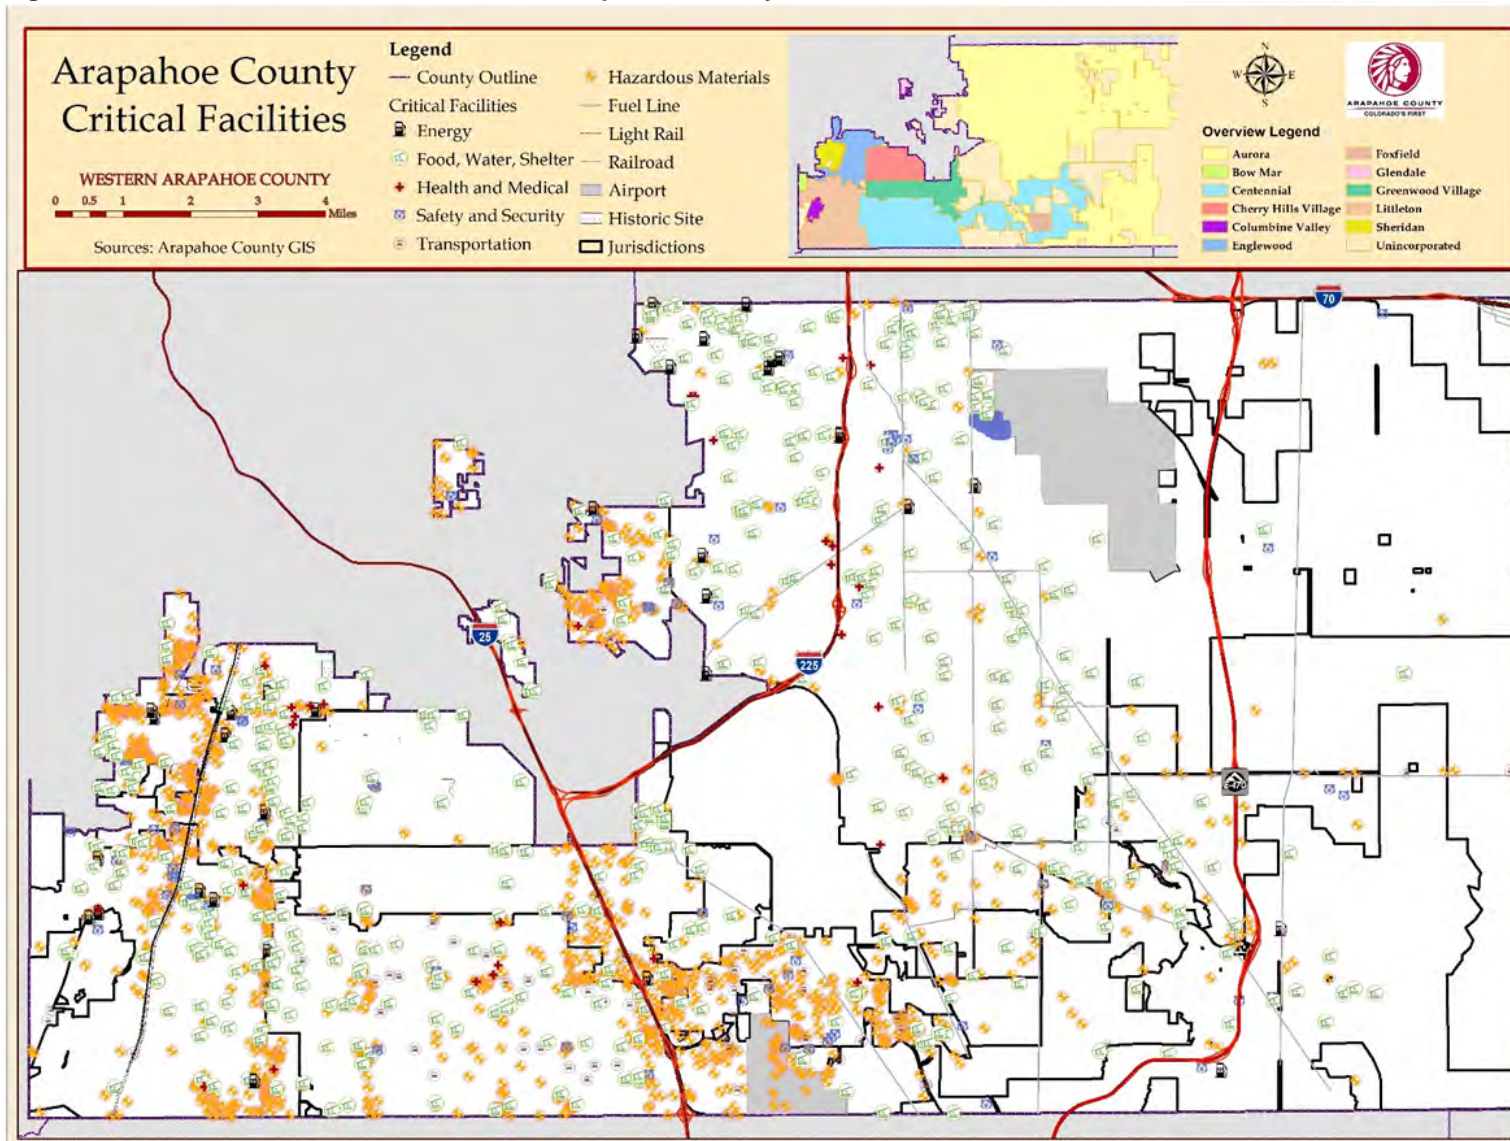 Arapahoe County
Critical Facilities
WESTERN ARAPAHOE COUNTY
0 0.5 1 2 3 4
Miles
Sources: Arapahoe County GIS
Legend
County Outline
Critical Facilities
Energy
Food, Water, Shelter
Health and Medical
Safety and Security
Transportation
Hazardous Materials
Fuel Line
Light Rail
Railroad
Airport
Historic Site
Jurisdictions
N
W E
S
ARAPAHOE COUNTY
COLORADO'S FIRST
Overview Legend
Aurora
Bow Mar
Centennial
Cherry Hills Village
Columbine Valley
Englewood
Foxfield
Glendale
Greenwood Village
Littleton
Sheridan
Unincorporated
70
25
225
E-470